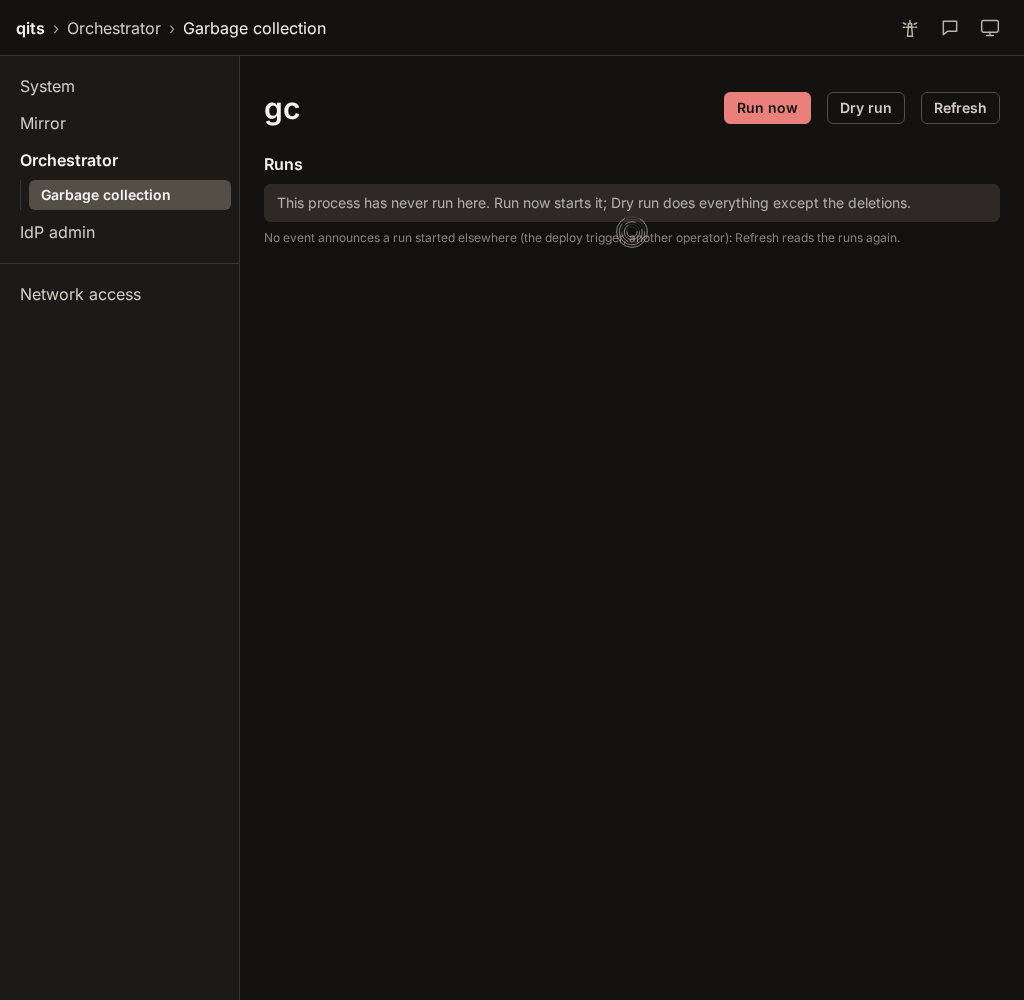 qits › Orchestrator › Garbage collection
System
Mirror
Orchestrator
Garbage collection
IdP admin
Network access
gc
Run now
Dry run
Refresh
Runs
This process has never run here. Run now starts it; Dry run does everything except the deletions.
No event announces a run started elsewhere (the deploy trigger, another operator): Refresh reads the runs again.